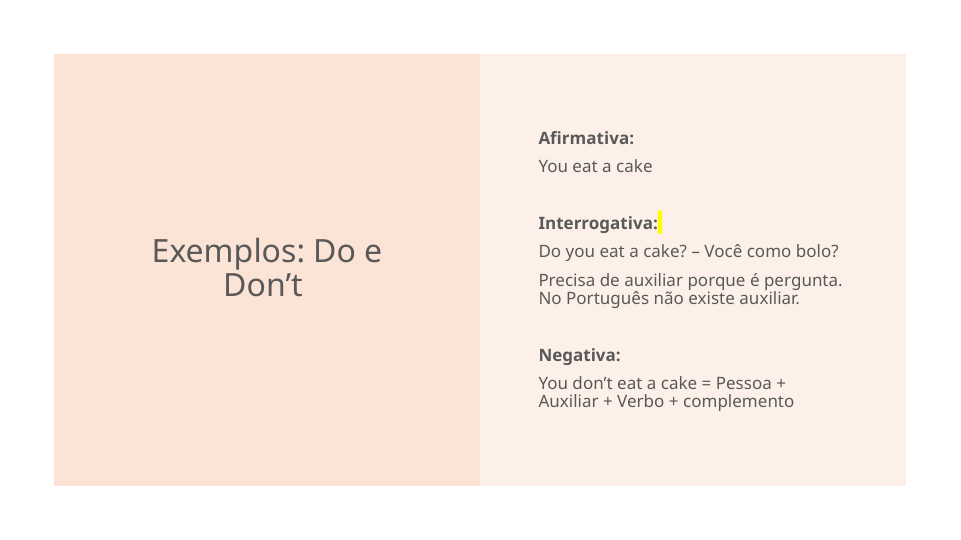 Exemplos: Do e
Don’t
Afirmativa:
You eat a cake
Interrogativa:
Do you eat a cake? – Você como bolo?
Precisa de auxiliar porque é pergunta.
No Português não existe auxiliar.
Negativa:
You don’t eat a cake = Pessoa +
Auxiliar + Verbo + complemento